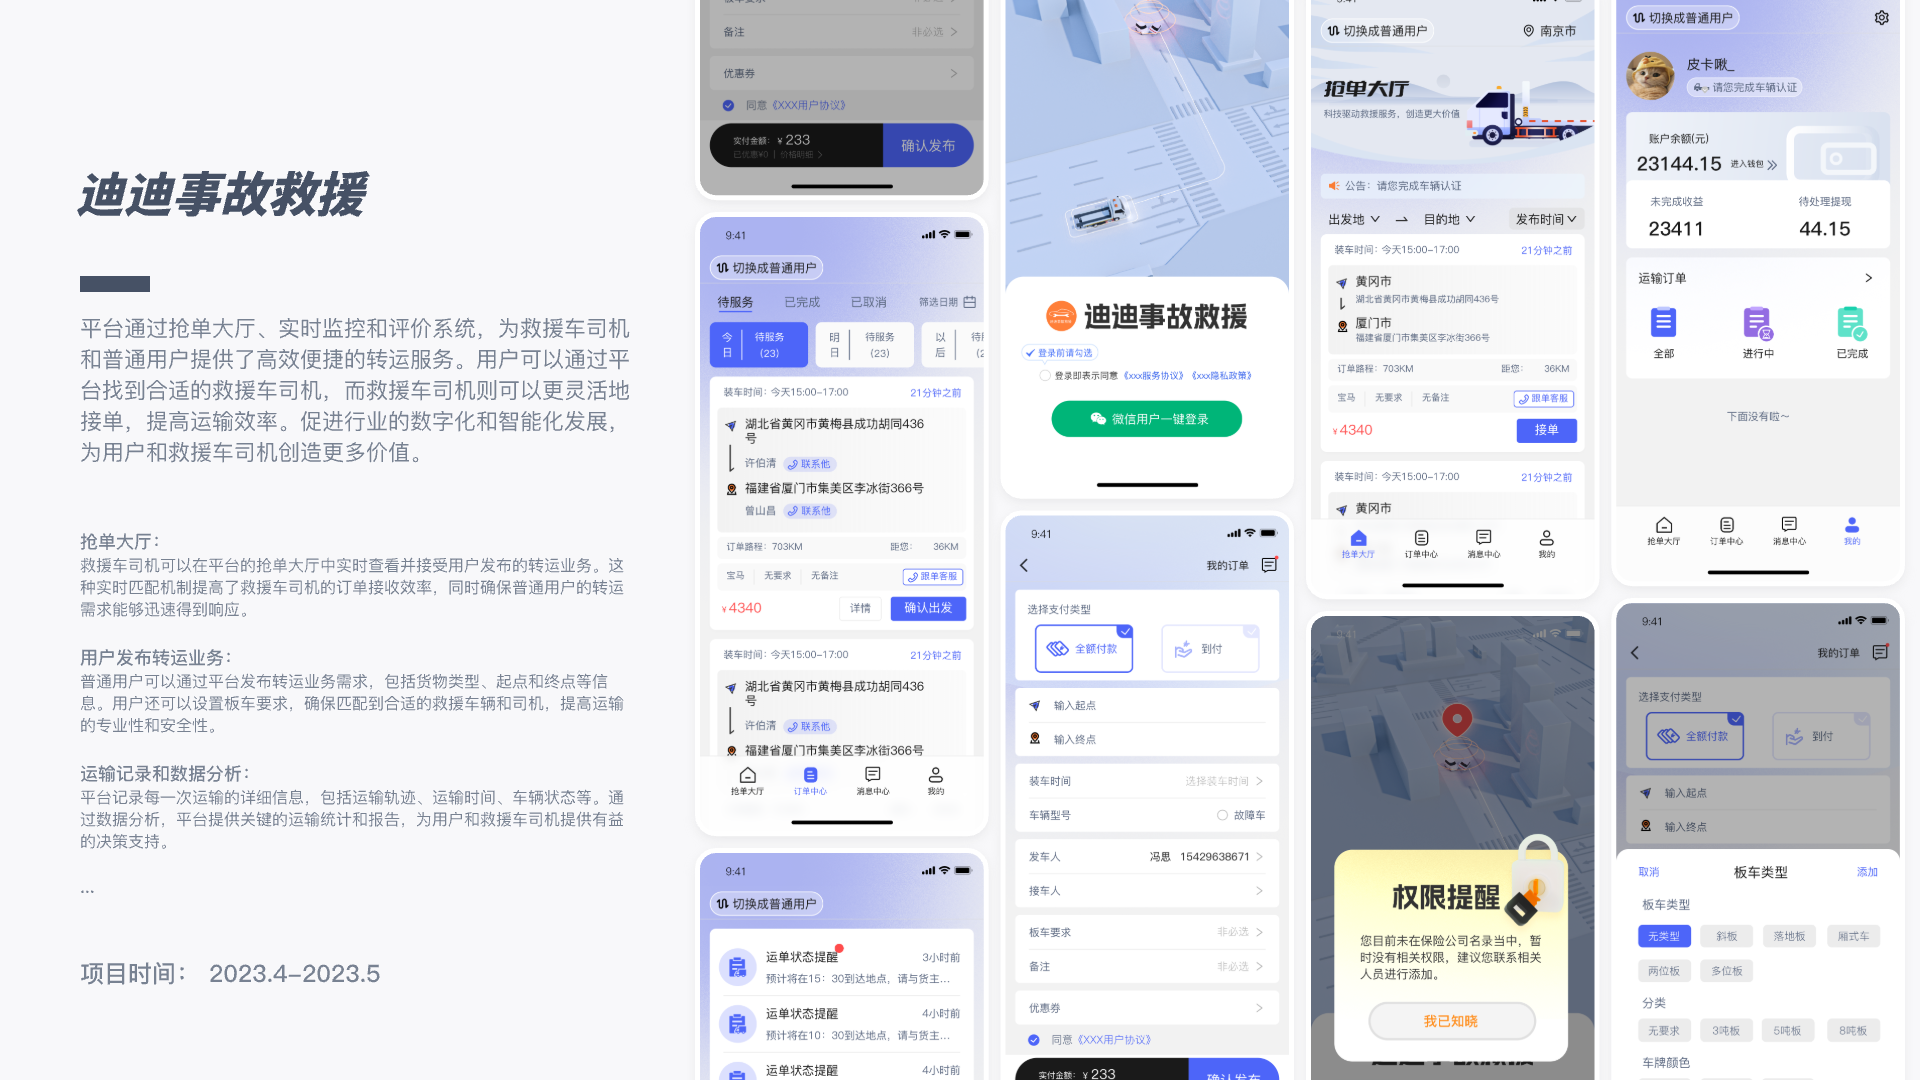 迪迪事故救援
平台通过抢单大厅、实时监控和评价系统，为救援车司机
和普通用户提供了高效便捷的转运服务。用户可以通过平
台找到合适的救援车司机，而救援车司机则可以更灵活地
接单，提高运输效率。促进行业的数字化和智能化发展，
为用户和救援车司机创造更多价值。
抢单大厅：
救援车司机可以在平台的抢单大厅中实时查看并接受用户发布的转运业务。这
种实时匹配机制提高了救援车司机的订单接收效率，同时确保普通用户的转运
需求能够迅速得到响应。
用户发布转运业务：
普通用户可以通过平台发布转运业务需求，包括货物类型、起点和终点等信
息。用户还可以设置板车要求，确保匹配到合适的救援车辆和司机，提高运输
的专业性和安全性。
运输记录和数据分析：
平台记录每一次运输的详细信息，包括运输轨迹、运输时间、车辆状态等。通
过数据分析，平台提供关键的运输统计和报告，为用户和救援车司机提供有益
的决策支持。
...
项目时间： 2023.4-2023.5
备注 非必选
优惠券
同意《XXX用户协议》
实付金额：¥ 233
已优惠¥0 | 价格明细
确认发布
9:41
切换成普通用户
待服务 已完成 已取消 筛选日期
今日 待服务 (23)
明日 待服务 (23)
以后
装车时间：今天15:00-17:00 21分钟之前
湖北省黄冈市黄梅县成功胡同436
号
许伯清 联系他
福建省厦门市集美区李冰街366号
曾山昌 联系他
订单路程：703KM 距您： 36KM
宝马 无要求 无备注 跟单客服
¥4340 详情 确认出发
装车时间：今天15:00-17:00 21分钟之前
湖北省黄冈市黄梅县成功胡同436
号
许伯清 联系他
福建省厦门市集美区李冰街366号
抢单大厅 订单中心 消息中心 我的
9:41
切换成普通用户
运单状态提醒 3小时前
预计将在15：30到达地点，请与货主...
运单状态提醒 4小时前
预计将在10：30到达地点，请与货主...
运单状态提醒 4小时前
迪迪事故救援
登录前请勾选
登录即表示同意《xxx服务协议》《xxx隐私政策》
微信用户一键登录
9:41
我的订单
选择支付类型
全额付款 到付
输入起点
输入终点
装车时间 选择装车时间
车辆型号 故障车
发车人 冯思 15429638671
接车人
板车要求 非必选
备注 非必选
优惠券
同意《XXX用户协议》
实付金额：¥ 233
确认发布
切换成普通用户 南京市
抢单大厅
科技驱动救援服务，创造更大价值
公告：请您完成车辆认证
出发地 目的地 发布时间
装车时间：今天15:00-17:00 21分钟之前
黄冈市
湖北省黄冈市黄梅县成功胡同436号
厦门市
福建省厦门市集美区李冰街366号
订单路程：703KM 距您： 36KM
宝马 无要求 无备注 跟单客服
¥4340 接单
装车时间：今天15:00-17:00 21分钟之前
黄冈市
抢单大厅 订单中心 消息中心 我的
9:41
权限提醒
您目前未在保险公司名录当中，暂
时没有相关权限，建议您联系相关
人员进行添加。
我已知晓
切换成普通用户
皮卡啾_
请您完成车辆认证
账户余额(元)
23144.15 进入钱包
未完成收益 待处理提现
23411 44.15
运输订单
全部 进行中 已完成
下面没有啦～
抢单大厅 订单中心 消息中心 我的
9:41
我的订单
选择支付类型
全额付款 到付
输入起点
输入终点
取消 板车类型 添加
板车类型
无类型 斜板 落地板 厢式车
两位板 多位板
分类
无要求 3吨板 5吨板 8吨板
车牌颜色